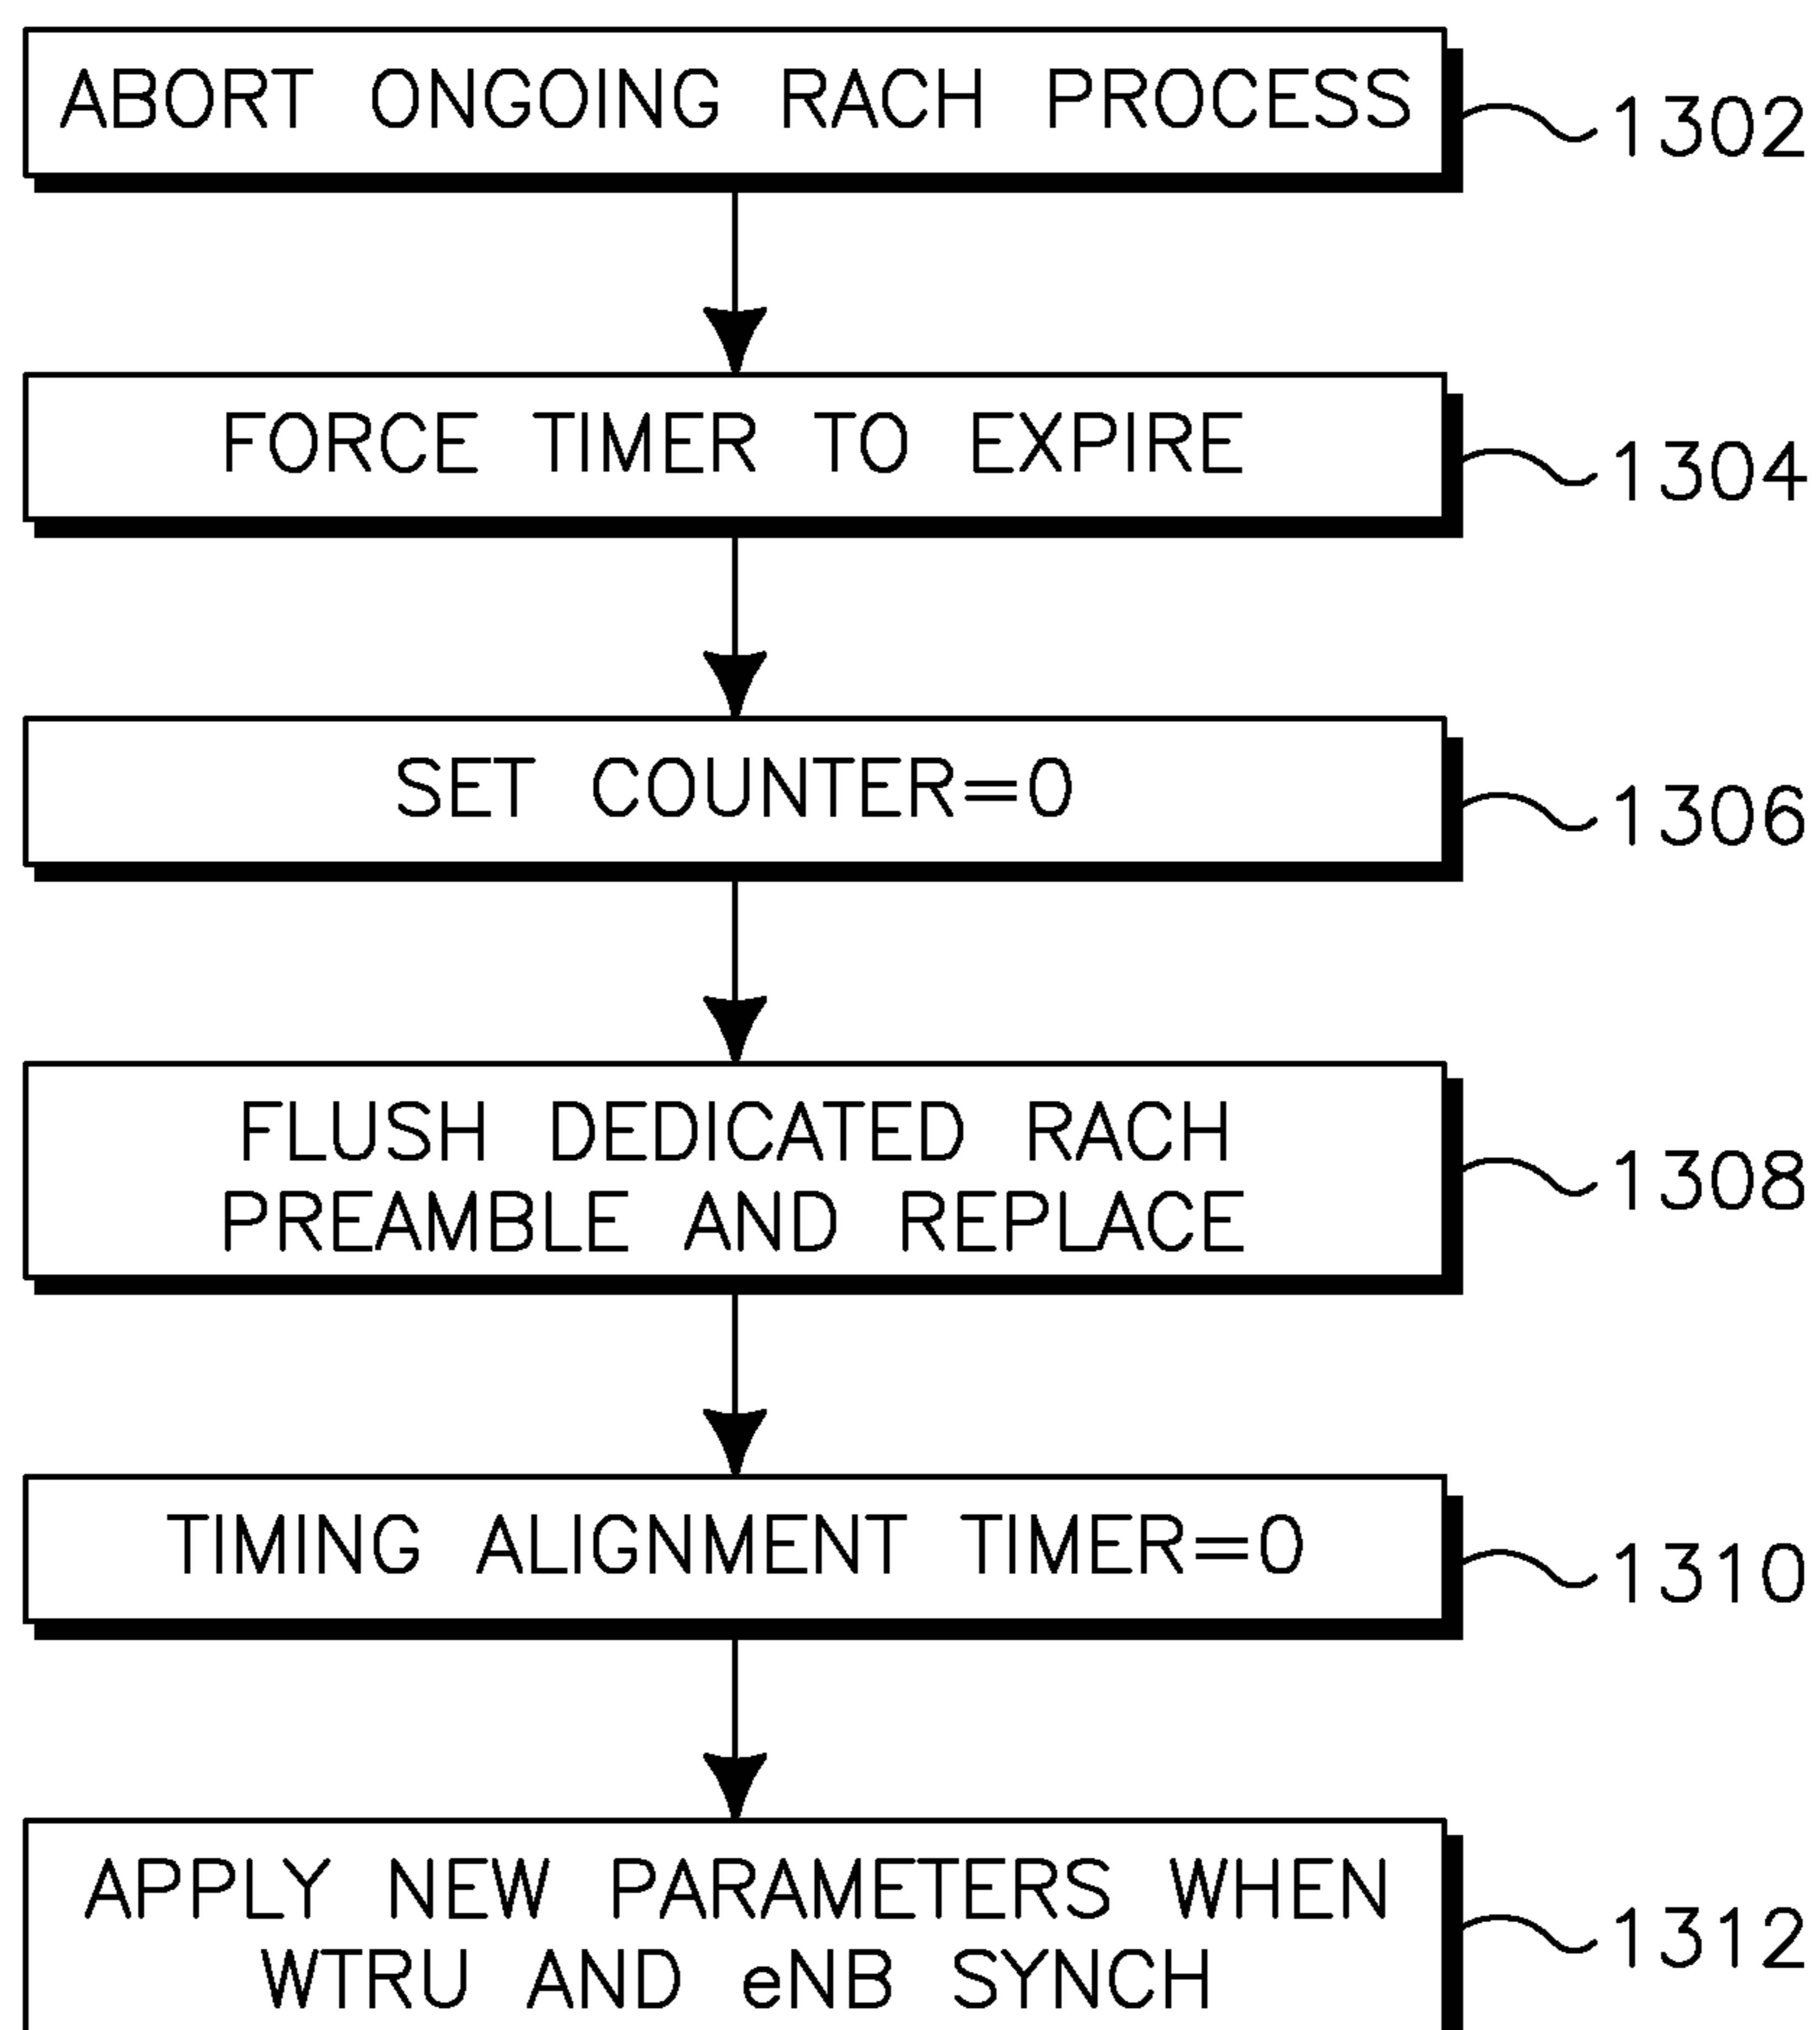 ABORT ONGOING RACH PROCESS
1302
FORCE TIMER TO EXPIRE
1304
SET COUNTER=0
1306
FLUSH DEDICATED RACH
PREAMBLE AND REPLACE
1308
TIMING ALIGNMENT TIMER=0
1310
APPLY NEW PARAMETERS WHEN
WTRU AND eNB SYNCH
1312